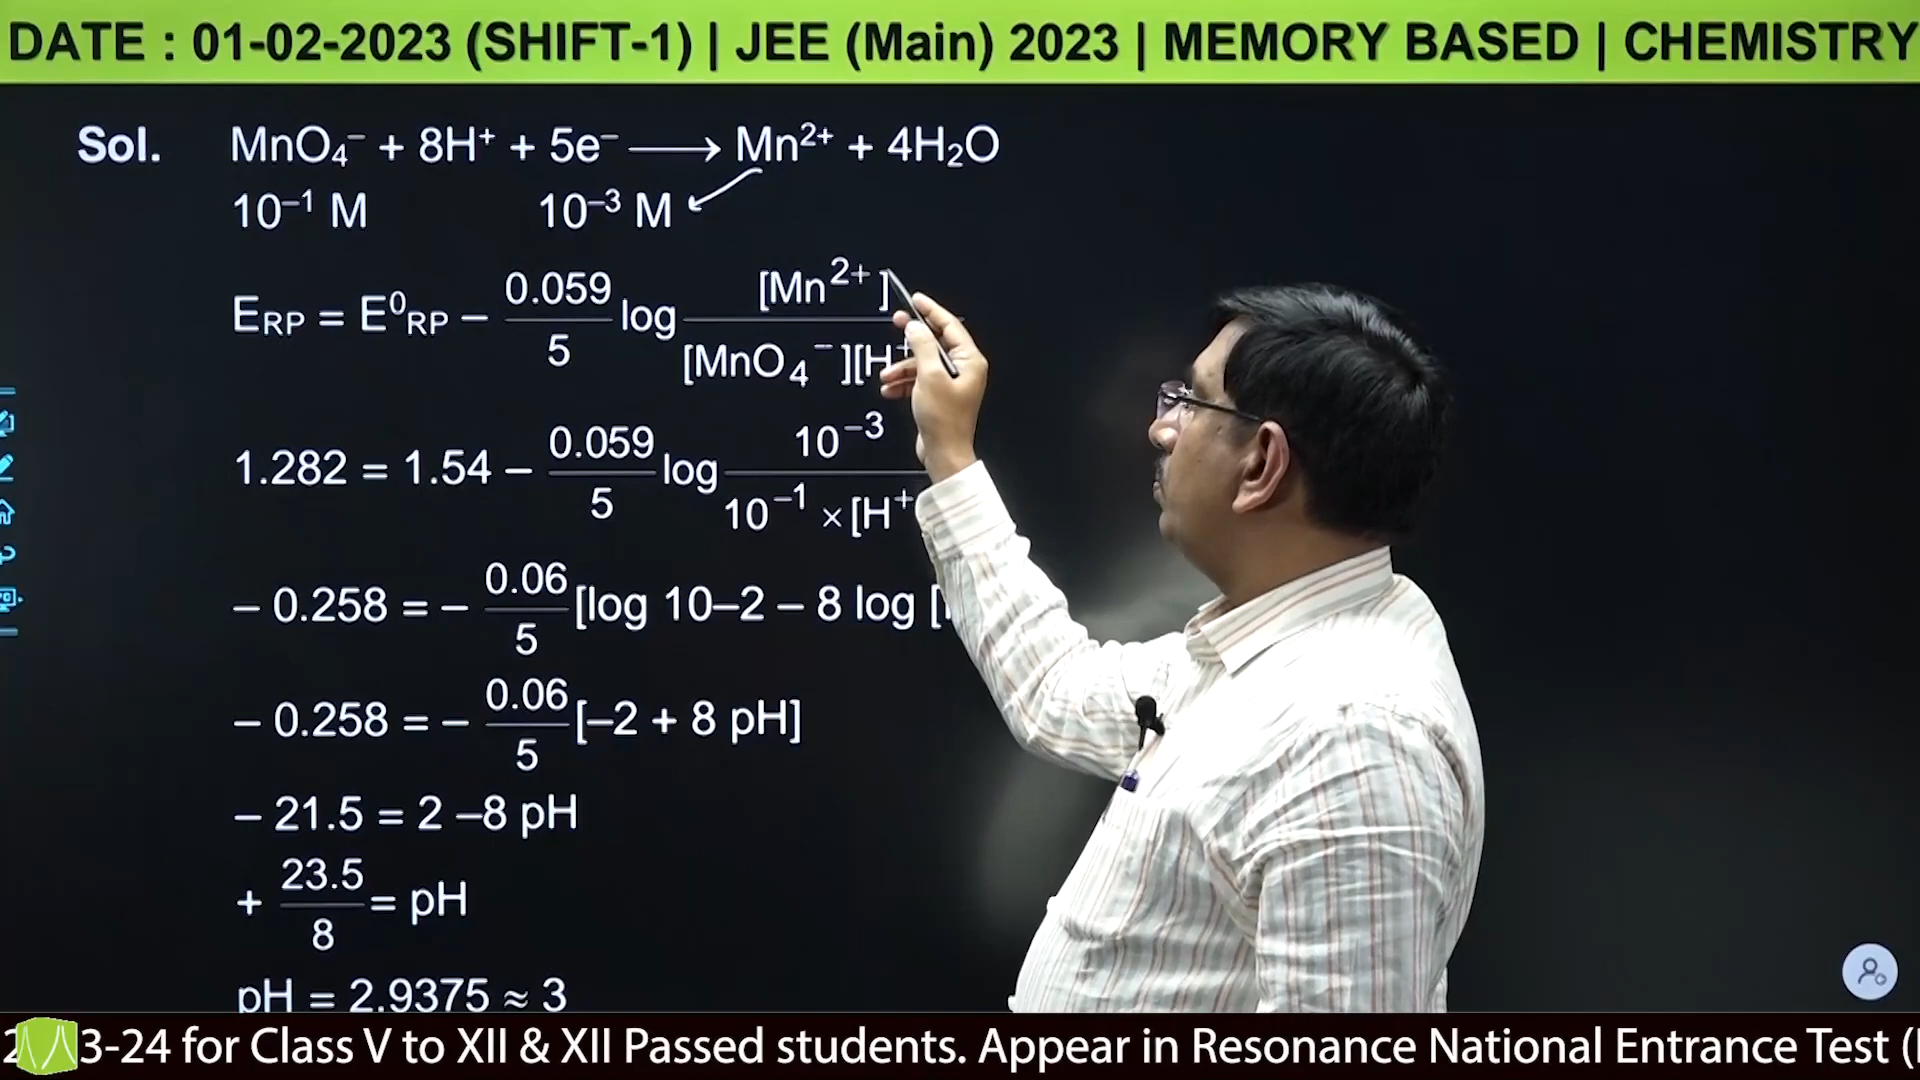 DATE : 01-02-2023 (SHIFT-1) | JEE (Main) 2023 | MEMORY BASED | CHEMISTRY
Sol. MnO₄⁻ + 8H⁺ + 5e⁻ ⟶ Mn²⁺ + 4H₂O
10⁻¹ M 10⁻³ M
E_RP = E⁰_RP – 0.059/5 log [Mn²⁺]/[MnO₄⁻][H⁺
1.282 = 1.54 – 0.059/5 log 10⁻³/10⁻¹ × [H⁺
– 0.258 = – 0.06/5 [log 10–2 – 8 log [
– 0.258 = – 0.06/5 [–2 + 8 pH]
– 21.5 = 2 –8 pH
+ 23.5/8 = pH
pH = 2.9375 ≈ 3
3-24 for Class V to XII & XII Passed students. Appear in Resonance National Entrance Test (